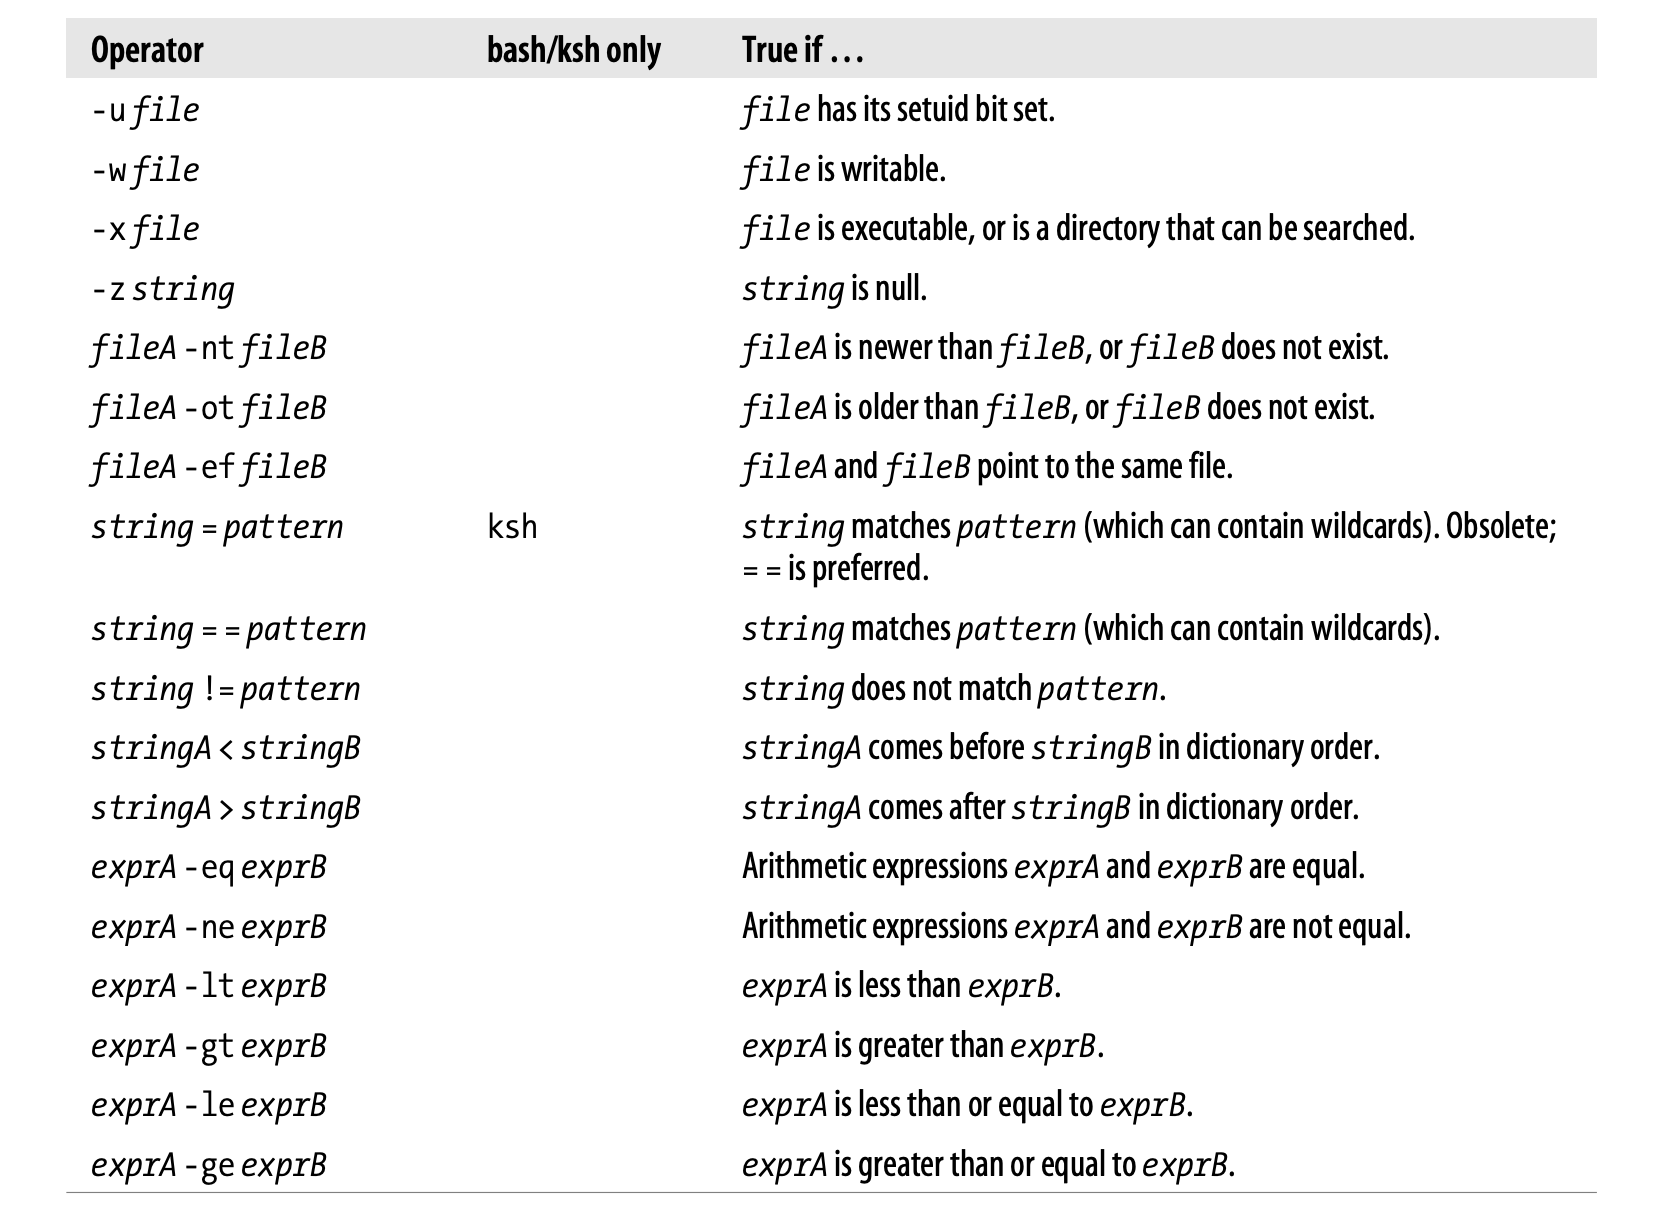 Operator bash/ksh only True if …
-u file file has its setuid bit set.
-w file file is writable.
-x file file is executable, or is a directory that can be searched.
-z string string is null.
fileA -nt fileB fileA is newer than fileB, or fileB does not exist.
fileA -ot fileB fileA is older than fileB, or fileB does not exist.
fileA -ef fileB fileA and fileB point to the same file.
string = pattern ksh string matches pattern (which can contain wildcards). Obsolete;
= = is preferred.
string = = pattern string matches pattern (which can contain wildcards).
string != pattern string does not match pattern.
stringA < stringB stringA comes before stringB in dictionary order.
stringA > stringB stringA comes after stringB in dictionary order.
exprA -eq exprB Arithmetic expressions exprA and exprB are equal.
exprA -ne exprB Arithmetic expressions exprA and exprB are not equal.
exprA -lt exprB exprA is less than exprB.
exprA -gt exprB exprA is greater than exprB.
exprA -le exprB exprA is less than or equal to exprB.
exprA -ge exprB exprA is greater than or equal to exprB.